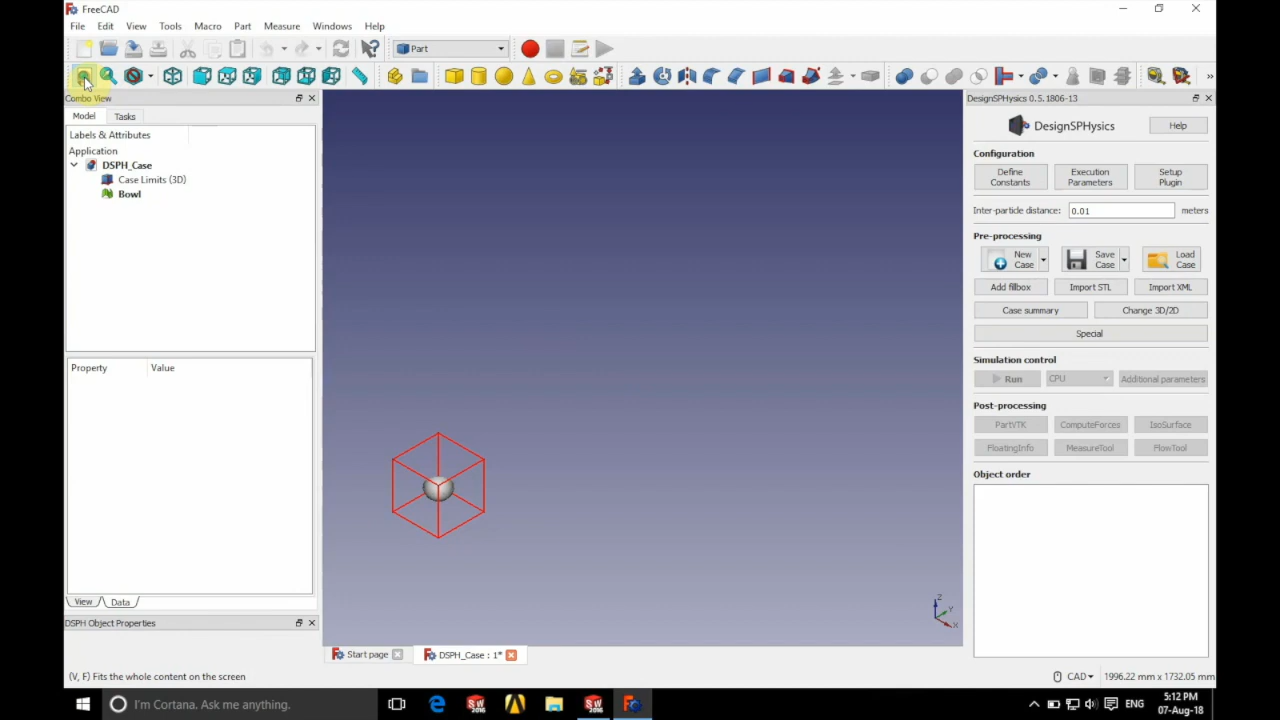 FreeCAD
File Edit View Tools Macro Part Measure Windows Help
Part
Combo View
Model Tasks
Labels & Attributes
Application
DSPH_Case
Case Limits (3D)
Bowl
Property Value
View Data
DSPH Object Properties
Z
Y
X
Start page
DSPH_Case : 1*
(V, F) Fits the whole content on the screen
DesignSPHysics 0.5.1806-13
DesignSPHysics Help
Configuration
Define Constants
Execution Parameters
Setup Plugin
Inter-particle distance: 0.01 meters
Pre-processing
New Case
Save Case
Load Case
Add fillbox Import STL Import XML
Case summary Change 3D/2D
Special
Simulation control
Run CPU Additional parameters
Post-processing
PartVTK ComputeForces IsoSurface
FloatingInfo MeasureTool FlowTool
Object order
CAD 1996.22 mm x 1732.05 mm
I'm Cortana. Ask me anything.
SW 2016
SW 2016
ENG
5:12 PM
07-Aug-18